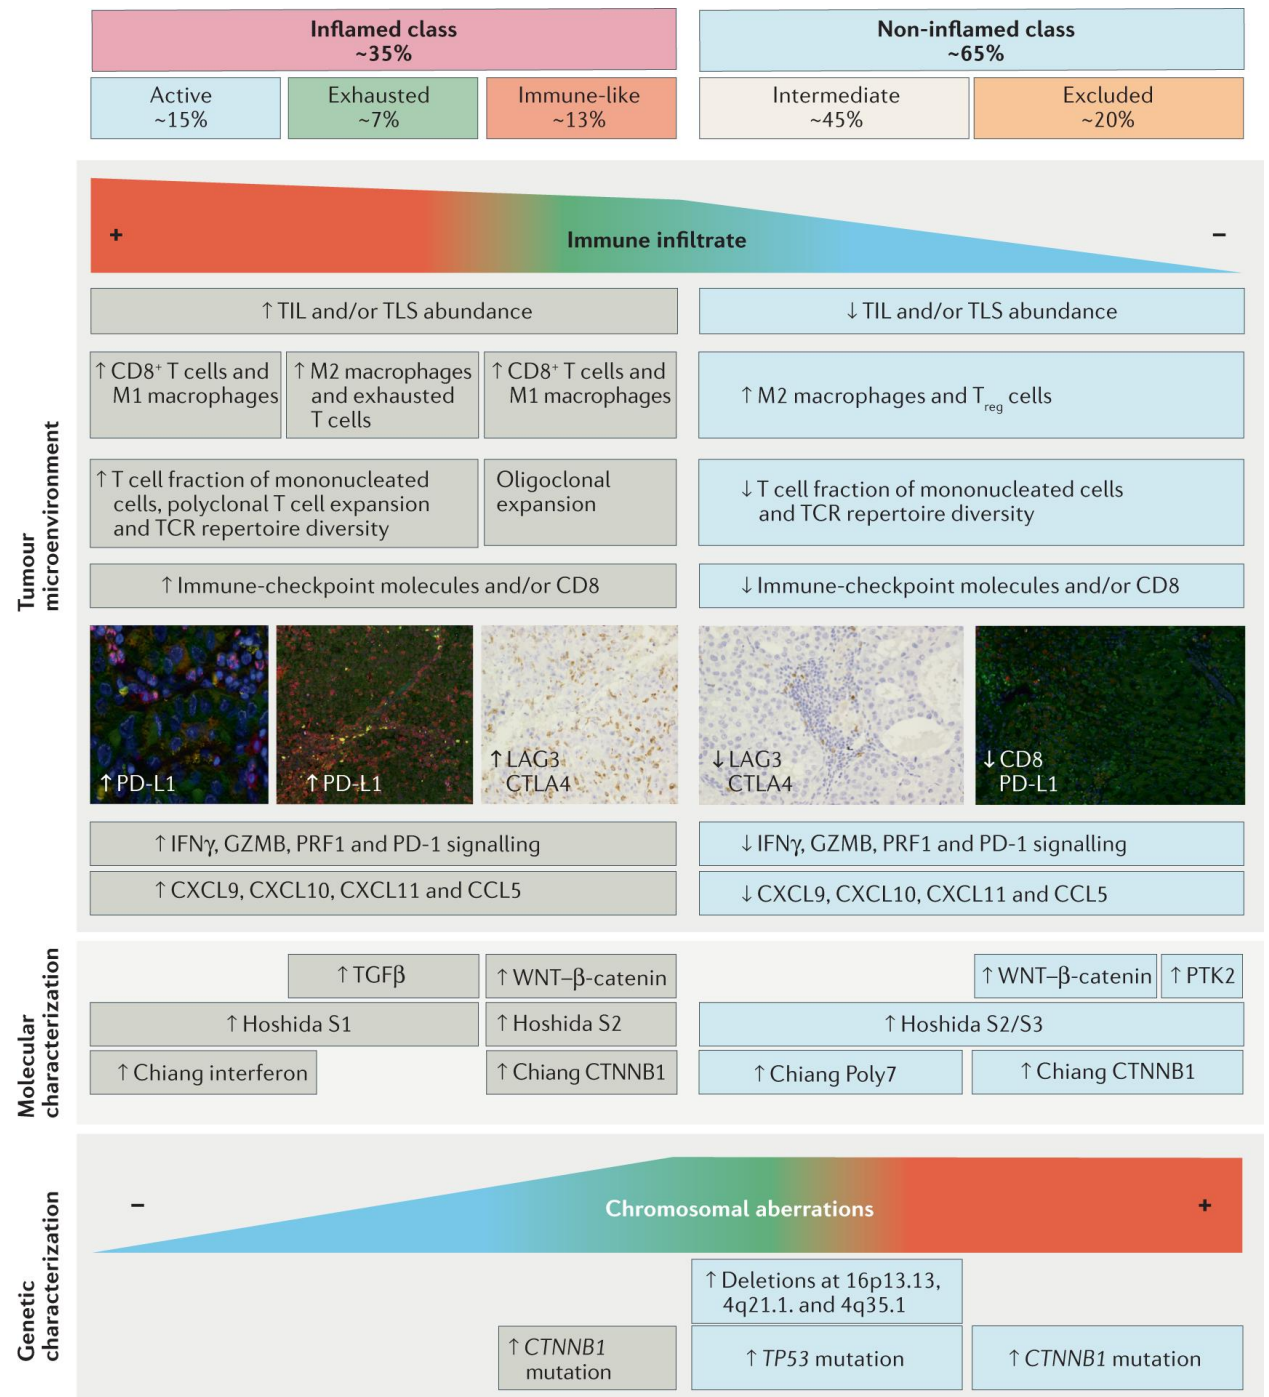 Inflamed class
~35%
Non-inflamed class
~65%
Active
~15%
Exhausted
~7%
Immune-like
~13%
Intermediate
~45%
Excluded
~20%
Tumour
microenvironment
+
Immune infiltrate
–
↑ TIL and/or TLS abundance
↓ TIL and/or TLS abundance
↑ CD8⁺ T cells and
M1 macrophages
↑ M2 macrophages
and exhausted
T cells
↑ CD8⁺ T cells and
M1 macrophages
↑ M2 macrophages and Treg cells
↑ T cell fraction of mononucleated
cells, polyclonal T cell expansion
and TCR repertoire diversity
Oligoclonal
expansion
↓ T cell fraction of mononucleated cells
and TCR repertoire diversity
↑ Immune-checkpoint molecules and/or CD8
↓ Immune-checkpoint molecules and/or CD8
↑ PD-L1
↑ PD-L1
↑ LAG3
CTLA4
↓ LAG3
CTLA4
↓ CD8
PD-L1
↑ IFNγ, GZMB, PRF1 and PD-1 signalling
↓ IFNγ, GZMB, PRF1 and PD-1 signalling
↑ CXCL9, CXCL10, CXCL11 and CCL5
↓ CXCL9, CXCL10, CXCL11 and CCL5
Molecular
characterization
↑ TGFβ
↑ WNT–β-catenin
↑ WNT–β-catenin
↑ PTK2
↑ Hoshida S1
↑ Hoshida S2
↑ Hoshida S2/S3
↑ Chiang interferon
↑ Chiang CTNNB1
↑ Chiang Poly7
↑ Chiang CTNNB1
Genetic
characterization
–
Chromosomal aberrations
+
↑ Deletions at 16p13.13,
4q21.1. and 4q35.1
↑ CTNNB1
mutation
↑ TP53 mutation
↑ CTNNB1 mutation